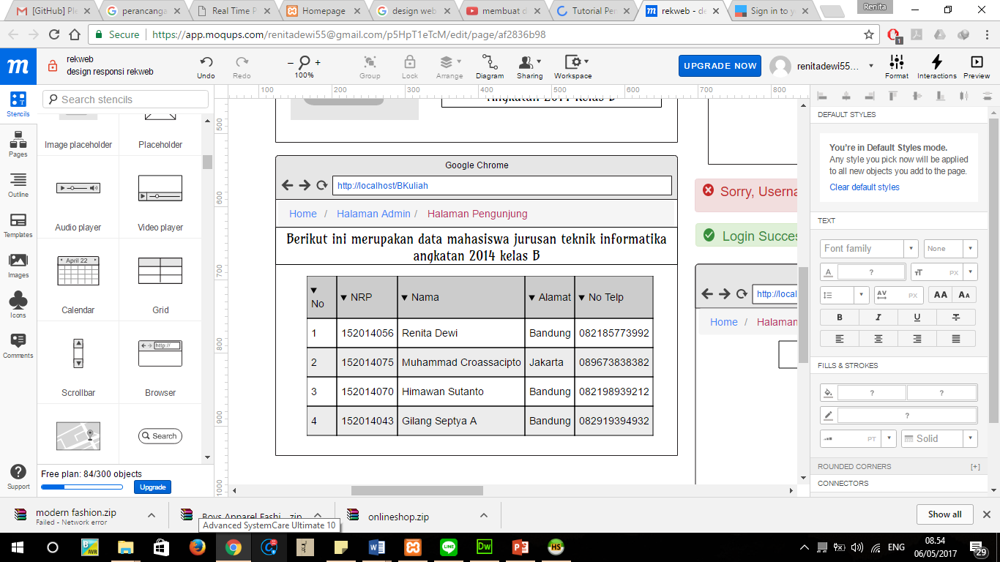 [GitHub] Ple
perancanga
Real Time P
Homepage
design web
membuat d
Tutorial Per
rekweb - de
Sign in to y
Renita
Secure
https://app.moqups.com/renitadewi55@gmail.com/p5HpT1eTcM/edit/page/af2836b98
1
m
rekweb
design responsi rekweb
Undo
Redo
100%
Group
Lock
Arrange
Diagram
Sharing
Workspace
UPGRADE NOW
renitadewi55...
Format
Interactions
Preview
Stencils
Pages
Outline
Templates
Images
Icons
Comments
Support
Search stencils
Image placeholder
Placeholder
Audio player
Video player
April 22
Calendar
Grid
http://
Scrollbar
Browser
Search
Free plan: 84/300 objects
Upgrade
100 200 300 400 500 600 700 800
500
600
700
800
900
1000
Angkatan 2014 kelas B
Google Chrome
http://localhost/BKuliah
Home / Halaman Admin / Halaman Pengunjung
Berikut ini merupakan data mahasiswa jurusan teknik informatika
angkatan 2014 kelas B
No NRP Nama Alamat No Telp
1 152014056 Renita Dewi Bandung 082185773992
2 152014075 Muhammad Croassacipto Jakarta 089673838382
3 152014070 Himawan Sutanto Bandung 082198939212
4 152014043 Gilang Septya A Bandung 082919394932
Sorry, Userna
Login Succes
http://local
Home / Halaman
DEFAULT STYLES
You're in Default Styles mode.
Any style you pick now will be applied
to all new objects you add to the page.
Clear default styles
TEXT
Font family
None
A ? тT PX
AV PX AA AA
B I U T
FILLS & STROKES
? ?
?
PT Solid
ROUNDED CORNERS [+]
CONNECTORS
modern fashion.zip
Failed - Network error
Boys Apparel Fashi....zip
onlineshop.zip
Advanced SystemCare Ultimate 10
Show all
ENG
08.54
06/05/2017
29